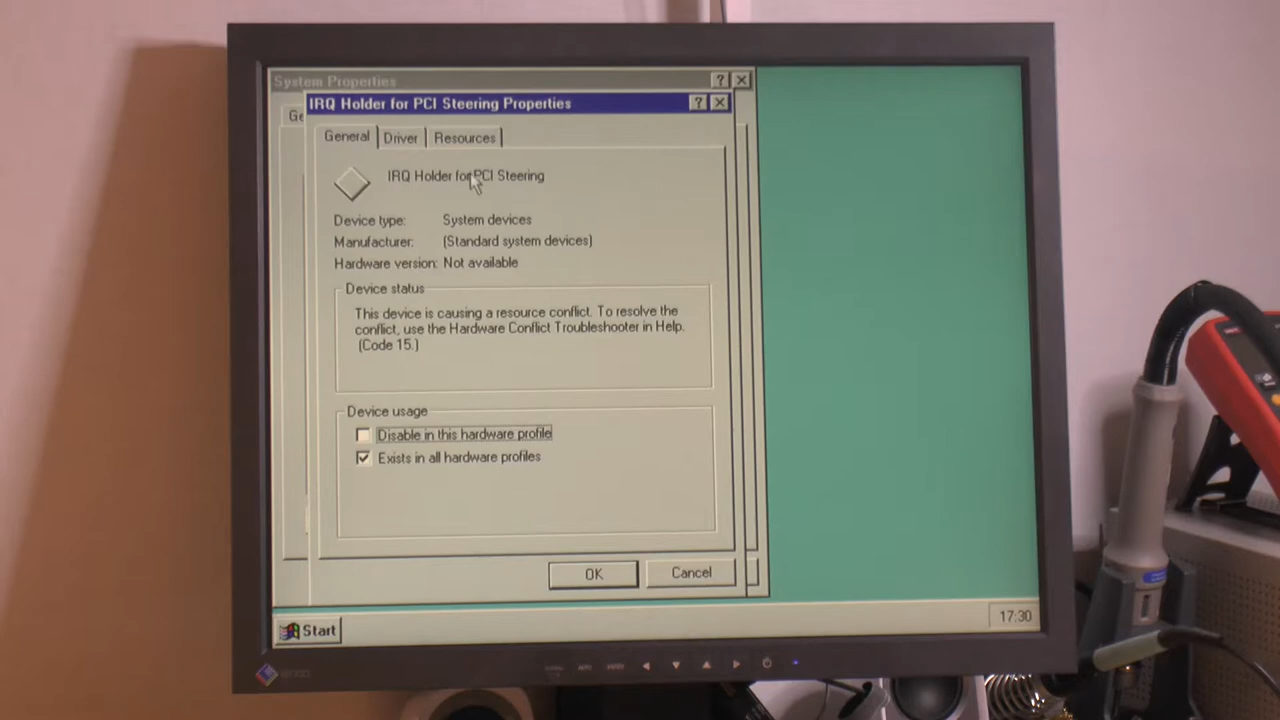 System Properties
Ge
IRQ Holder for PCI Steering Properties
General Driver Resources
IRQ Holder for PCI Steering
Device type: System devices
Manufacturer: (Standard system devices)
Hardware version: Not available
Device status
This device is causing a resource conflict. To resolve the
conflict, use the Hardware Conflict Troubleshooter in Help.
(Code 15.)
Device usage
Disable in this hardware profile
Exists in all hardware profiles
OK Cancel
Start
17:30